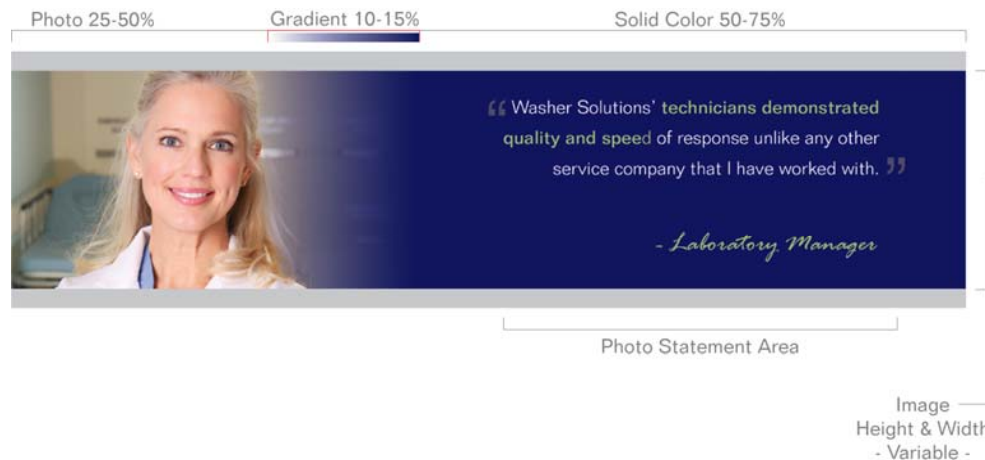 Photo 25-50%
Gradient 10-15%
Solid Color 50-75%
“ Washer Solutions’ technicians demonstrated
quality and speed of response unlike any other
service company that I have worked with. ”
- Laboratory Manager
Photo Statement Area
Image
Height & Width
- Variable -